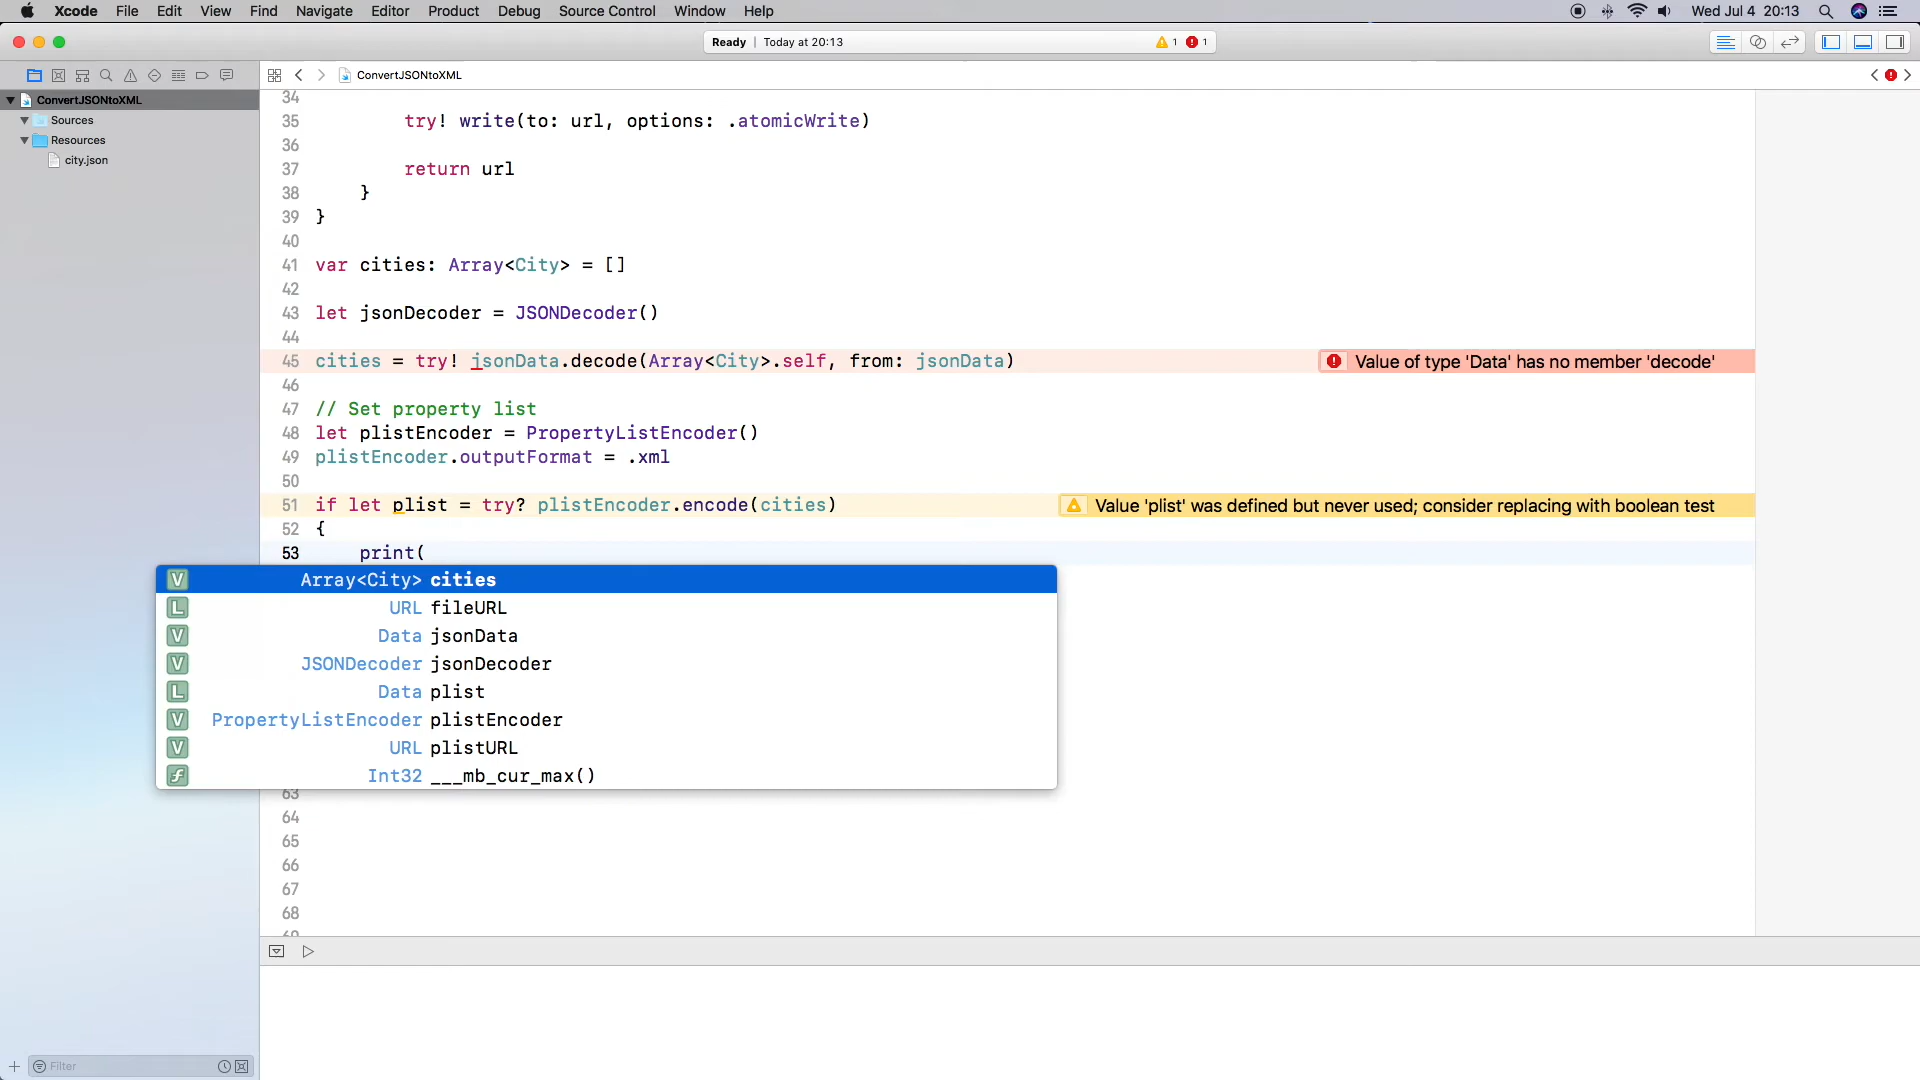 Xcode File Edit View Find Navigate Editor Product Debug Source Control Window Help Wed Jul 4 20:13
Ready | Today at 20:13 1 1
ConvertJSONtoXML
ConvertJSONtoXML
Sources
Resources
city.json
34
35 try! write(to: url, options: .atomicWrite)
36
37 return url
38 }
39 }
40
41 var cities: Array<City> = []
42
43 let jsonDecoder = JSONDecoder()
44
45 cities = try! jsonData.decode(Array<City>.self, from: jsonData) Value of type 'Data' has no member 'decode'
46
47 // Set property list
48 let plistEncoder = PropertyListEncoder()
49 plistEncoder.outputFormat = .xml
50
51 if let plist = try? plistEncoder.encode(cities) Value 'plist' was defined but never used; consider replacing with boolean test
52 {
53 print(
V Array<City> cities
L URL fileURL
V Data jsonData
V JSONDecoder jsonDecoder
L Data plist
V PropertyListEncoder plistEncoder
V URL plistURL
f Int32 ___mb_cur_max()
63
64
65
66
67
68
69
Filter